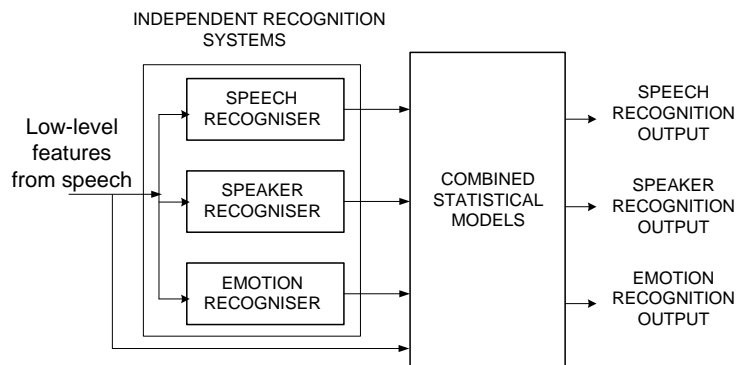 INDEPENDENT RECOGNITION
SYSTEMS
Low-level
features
from speech
SPEECH
RECOGNISER
SPEAKER
RECOGNISER
EMOTION
RECOGNISER
COMBINED
STATISTICAL
MODELS
SPEECH
RECOGNITION
OUTPUT
SPEAKER
RECOGNITION
OUTPUT
EMOTION
RECOGNITION
OUTPUT